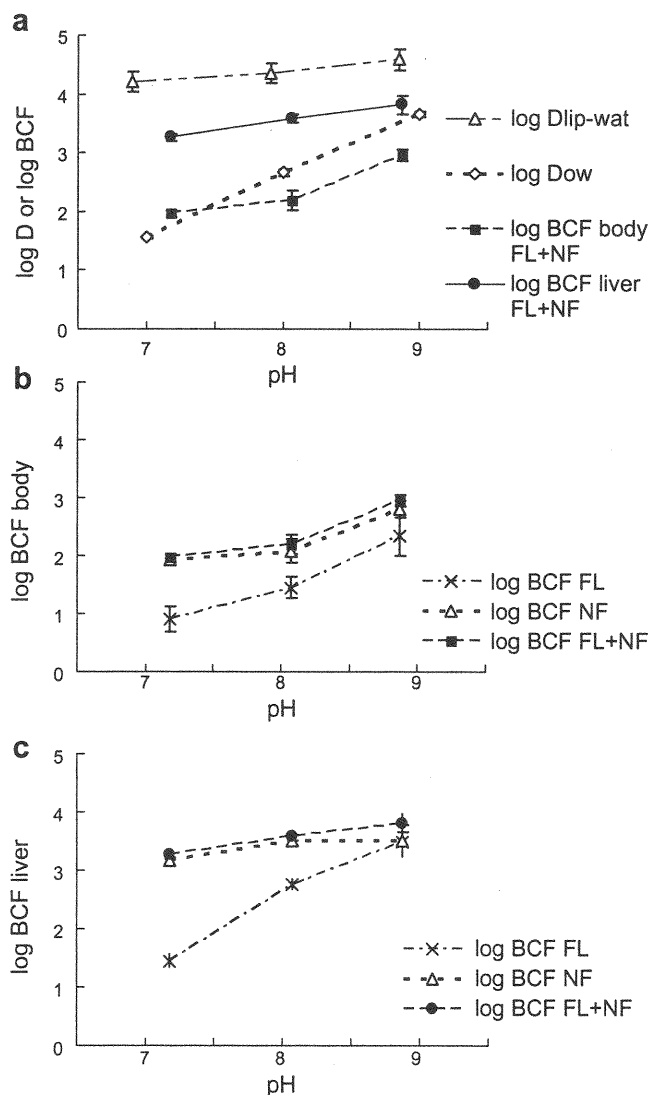 a
log D or log BCF
5
4
3
2
1
0
7
8
9
pH
log Dlip-wat
log Dow
log BCF body
FL+NF
log BCF liver
FL+NF
b
log BCF body
5
4
3
2
1
0
7
8
9
pH
log BCF FL
log BCF NF
log BCF FL+NF
c
log BCF liver
5
4
3
2
1
0
7
8
9
pH
log BCF FL
log BCF NF
log BCF FL+NF